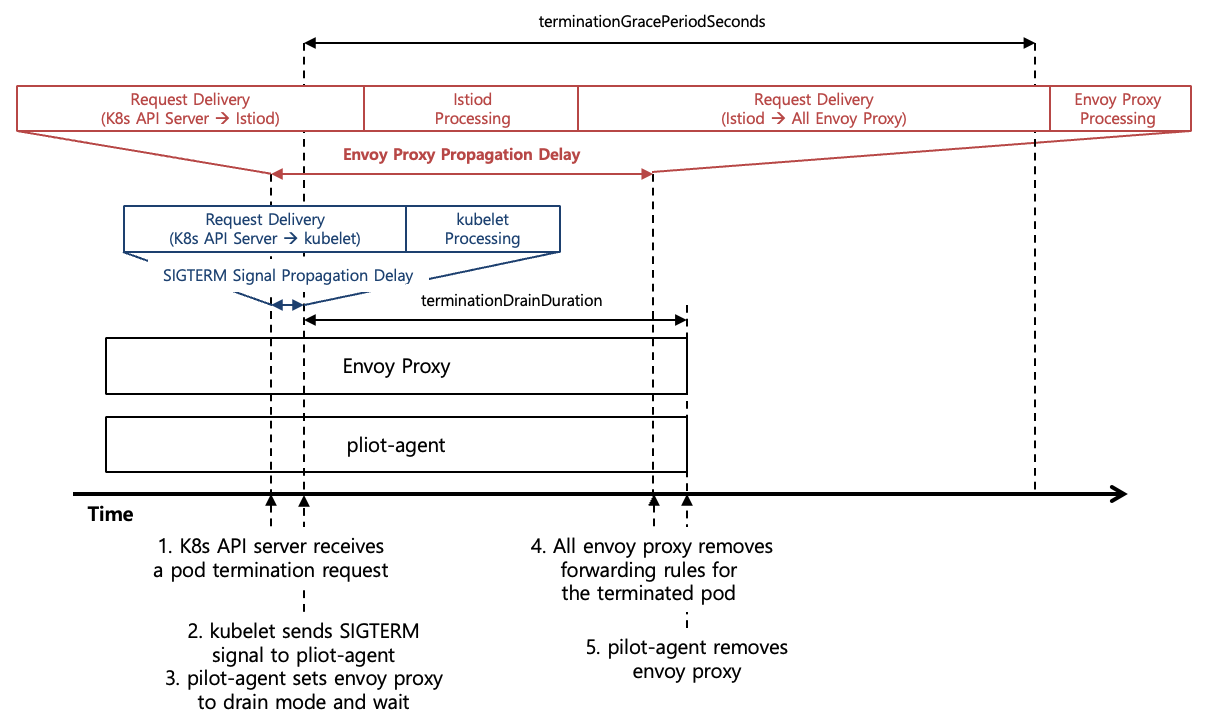 terminationGracePeriodSeconds
Request Delivery
(K8s API Server → Istiod)
Istiod
Processing
Request Delivery
(Istiod → All Envoy Proxy)
Envoy Proxy
Processing
Envoy Proxy Propagation Delay
Request Delivery
(K8s API Server → kubelet)
kubelet
Processing
SIGTERM Signal Propagation Delay
terminationDrainDuration
Envoy Proxy
pliot-agent
Time
1. K8s API server receives
a pod termination request
2. kubelet sends SIGTERM
signal to pliot-agent
3. pilot-agent sets envoy proxy
to drain mode and wait
4. All envoy proxy removes
forwarding rules for
the terminated pod
5. pilot-agent removes
envoy proxy